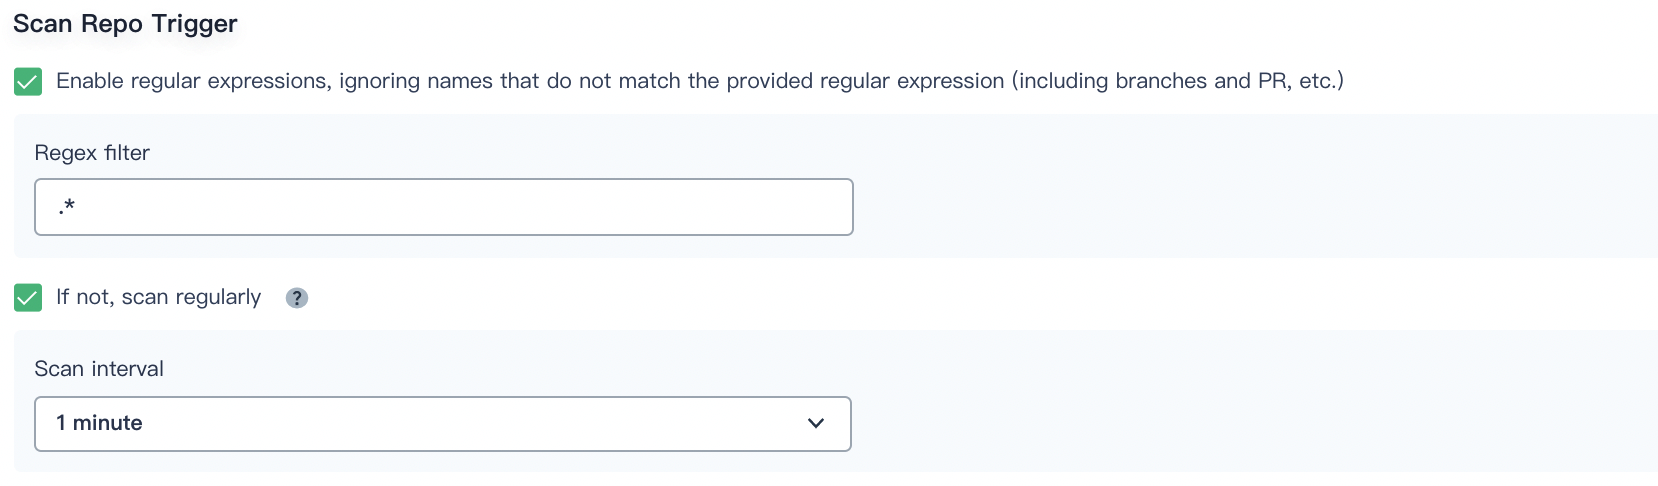 Scan Repo Trigger
Enable regular expressions, ignoring names that do not match the provided regular expression (including branches and PR, etc.)
Regex filter
.*
If not, scan regularly ?
Scan interval
1 minute